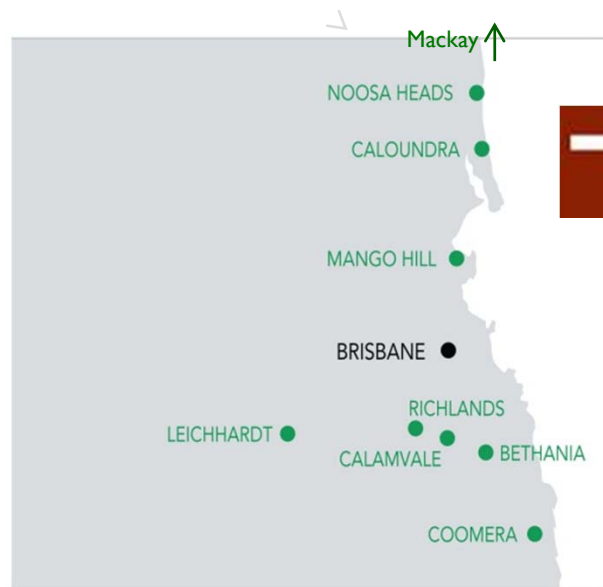 Mackay
NOOSA HEADS
CALOUNDRA
MANGO HILL
BRISBANE
RICHLANDS
LEICHHARDT
CALAMVALE
BETHANIA
COOMERA